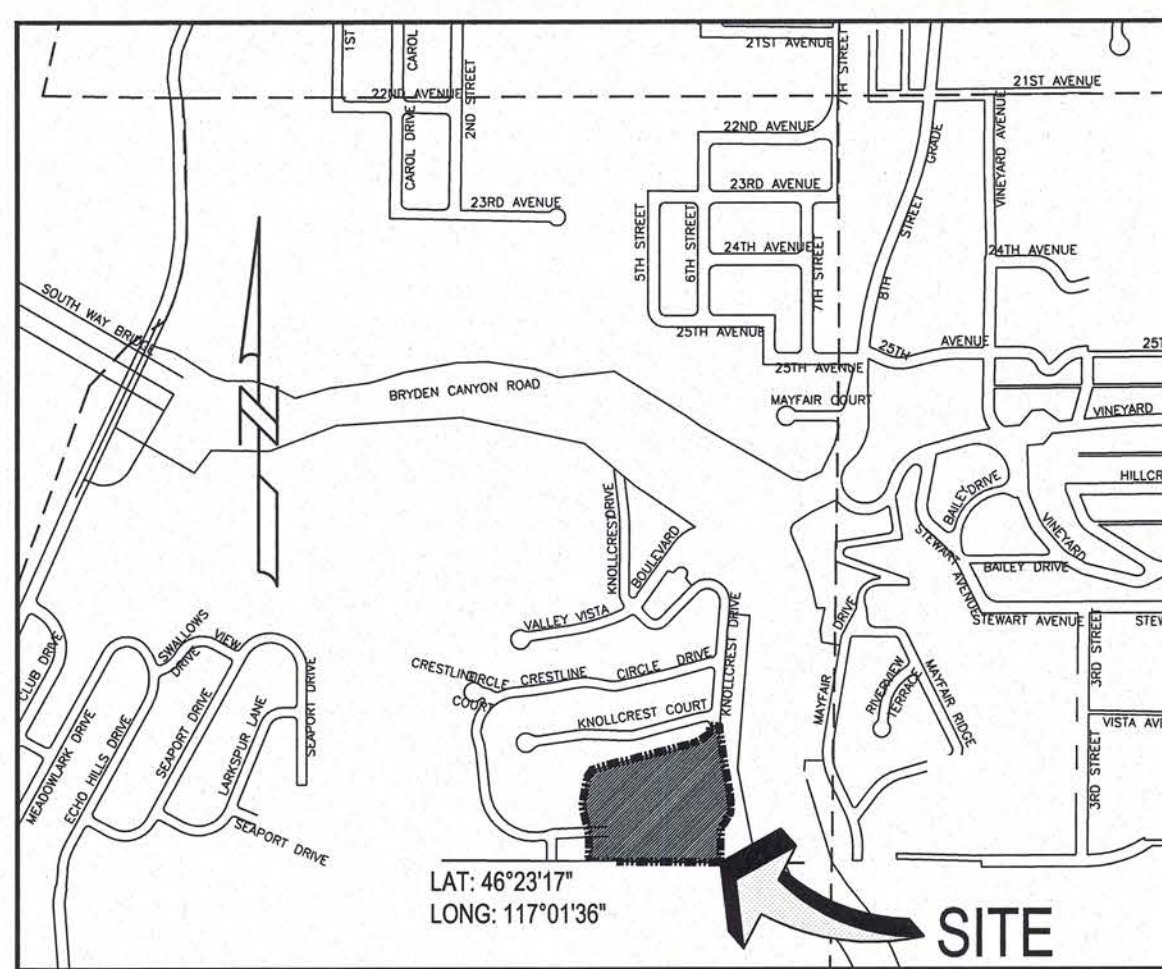 1ST
CAROL
2ND STREET
22ND AVENUE
CAROL DRIVE
23RD AVENUE
21ST AVENUE
7TH STREET
21ST AVENUE
22ND AVENUE
GRADE
VINEYARD AVENUE
23RD AVENUE
5TH STREET
6TH STREET
24TH AVENUE
7TH STREET
STREET
8TH
24TH AVENUE
SOUTH WAY BRIDGE
25TH AVENUE
25TH
AVENUE
25T
25TH AVENUE
N
BRYDEN CANYON ROAD
MAYFAIR COURT
VINEYARD
HILLCR
BAILEY DRIVE
VINEYARD
STEWART AVENUE
BAILEY DRIVE
KNOLLCREST DRIVE
BOULEVARD
VALLEY VISTA
KNOLLCREST DRIVE
STEWART AVENUE
STEW
3RD STREET
SWALLOWS
VIEW
DRIVE
CLUB DRIVE
MEADOWLARK DRIVE
ECHO HILLS DRIVE
SEAPORT DRIVE
LARKSPUR LANE
SEAPORT DRIVE
SEAPORT DRIVE
CRESTLINE
CIRCLE
COURT
CRESTLINE CIRCLE DRIVE
KNOLLCREST COURT
MAYFAIR
DRIVE
RIVERVIEW
TERRACE
MAYFAIR RIDGE
VISTA AV
3RD STREET
LAT: 46°23'17"
LONG: 117°01'36"
SITE